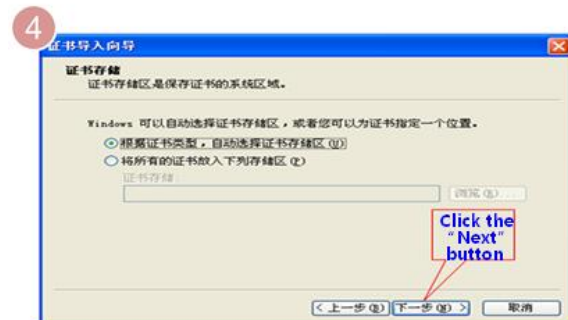 4
证书导入向导
证书存储
证书存储区是保存证书的系统区域。
Windows 可以自动选择证书存储区，或者您可以为证书指定一个位置。
根据证书类型，自动选择证书存储区(U)
将所有的证书放入下列存储区(P)
证书存储:
浏览(R)...
Click the
"Next"
button
<上一步(B) 下一步(N)> 取消